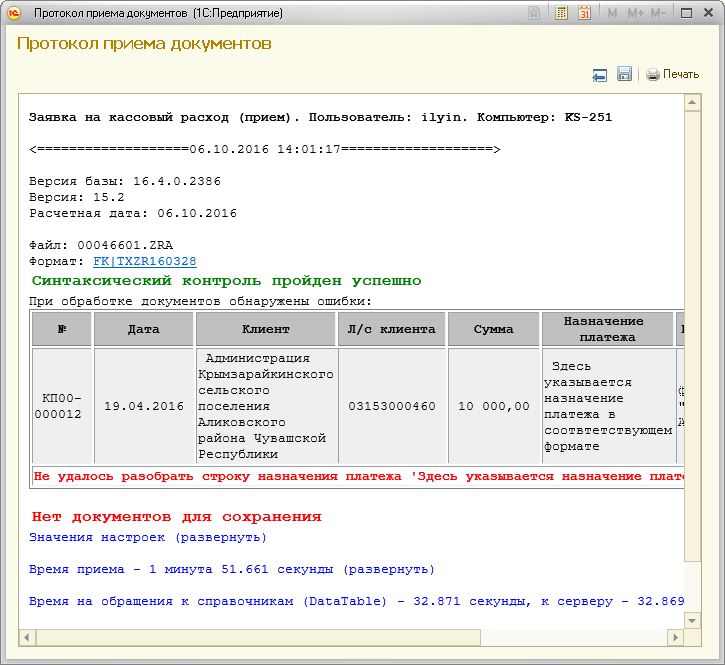 Протокол приема документов (1С:Предприятие)
31 M M+ M-
Протокол приема документов
Печать
Заявка на кассовый расход (прием). Пользователь: ilyin. Компьютер: KS-251
<===================06.10.2016 14:01:17===================>
Версия базы: 16.4.0.2386
Версия: 15.2
Расчетная дата: 06.10.2016
Файл: 00046601.ZRA
Формат: FK|TXZR160328
Синтаксический контроль пройден успешно
При обработке документов обнаружены ошибки:
№ Дата Клиент Л/с клиента Сумма Назначение
платежа
КП00-
000012
19.04.2016
Администрация
Крымзарайкинского
сельского
поселения
Аликовского
района Чувашской
Республики
03153000460
10 000,00
Здесь
указывается
назначение
платежа в
соответствующем
формате
Не удалось разобрать строку назначения платежа 'Здесь указывается назначение плат
Нет документов для сохранения
Значения настроек (развернуть)
Время приема - 1 минута 51.661 секунды (развернуть)
Время на обращения к справочникам (DataTable) - 32.871 секунды, к серверу - 32.869